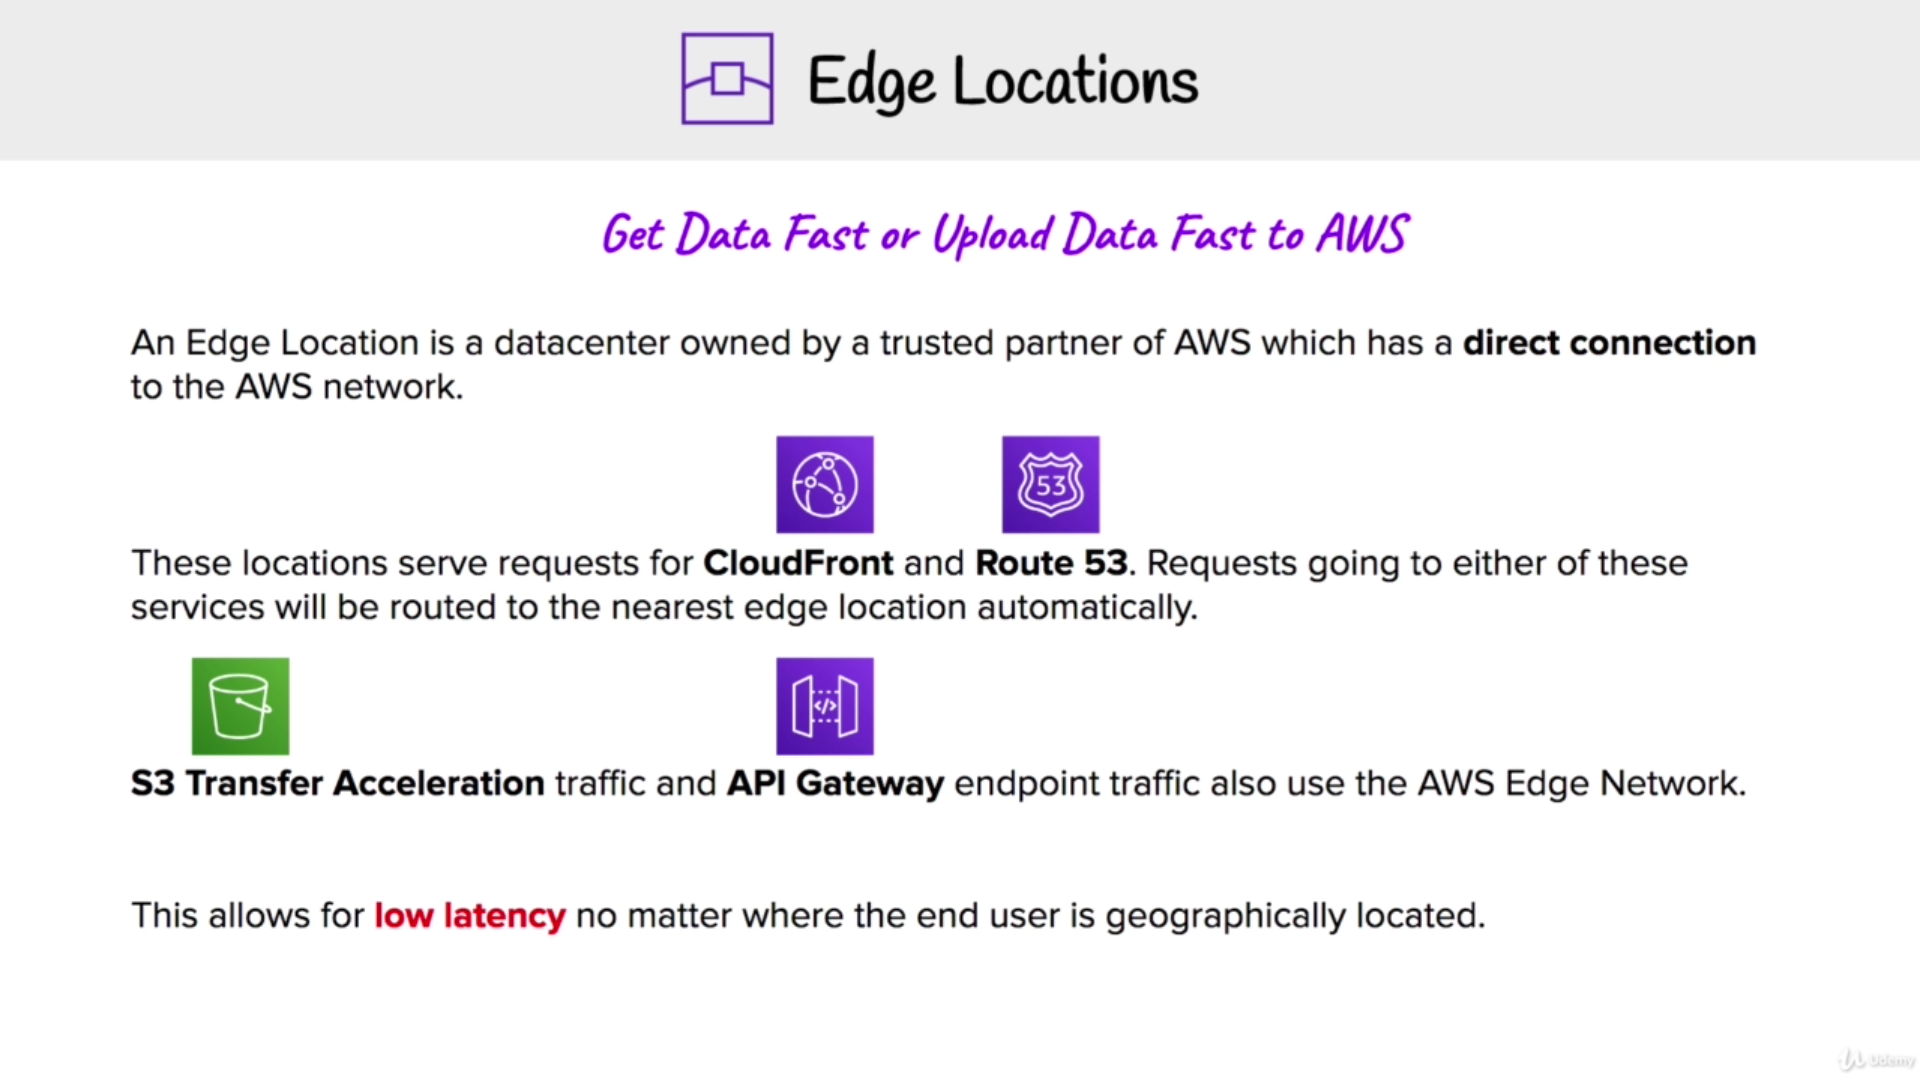 Edge Locations
Get Data Fast or Upload Data Fast to AWS
An Edge Location is a datacenter owned by a trusted partner of AWS which has a direct connection
to the AWS network.
53
These locations serve requests for CloudFront and Route 53. Requests going to either of these
services will be routed to the nearest edge location automatically.
</>
S3 Transfer Acceleration traffic and API Gateway endpoint traffic also use the AWS Edge Network.
This allows for low latency no matter where the end user is geographically located.
Udemy